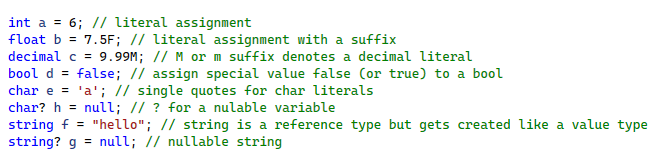 int a = 6; // literal assignment
float b = 7.5F; // literal assignment with a suffix
decimal c = 9.99M; // M or m suffix denotes a decimal literal
bool d = false; // assign special value false (or true) to a bool
char e = 'a'; // single quotes for char literals
char? h = null; // ? for a nulable variable
string f = "hello"; // string is a reference type but gets created like a value type
string? g = null; // nullable string